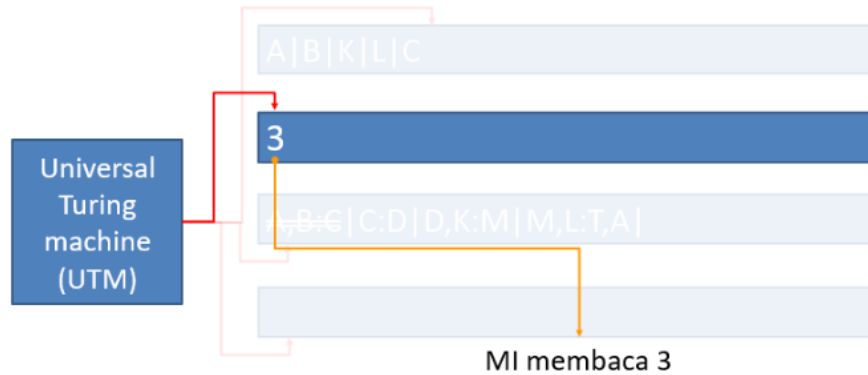 A|B|K|L|C
3
Universal
Turing
machine
(UTM)
A,B:C|C:D|D,K:M|M,L:T,A|
MI membaca 3